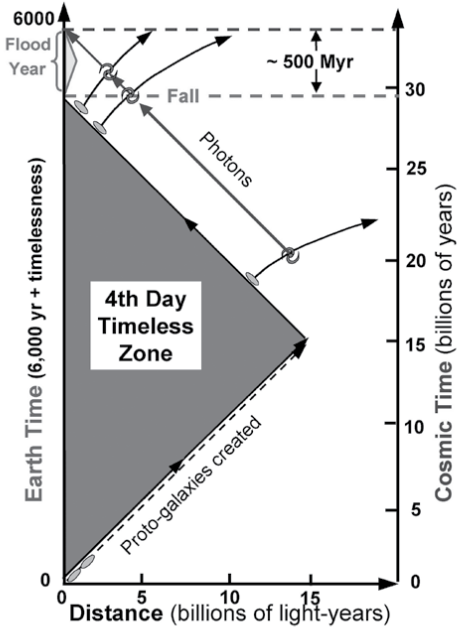 6000
Flood
Year
~ 500 Myr
Fall
30
Photons
25
20
4th Day
Timeless
Zone
15
10
5
0
Proto-galaxies created
Earth Time (6,000 yr + timelessness)
Cosmic Time (billions of years)
0
0
5
10
15
Distance (billions of light-years)